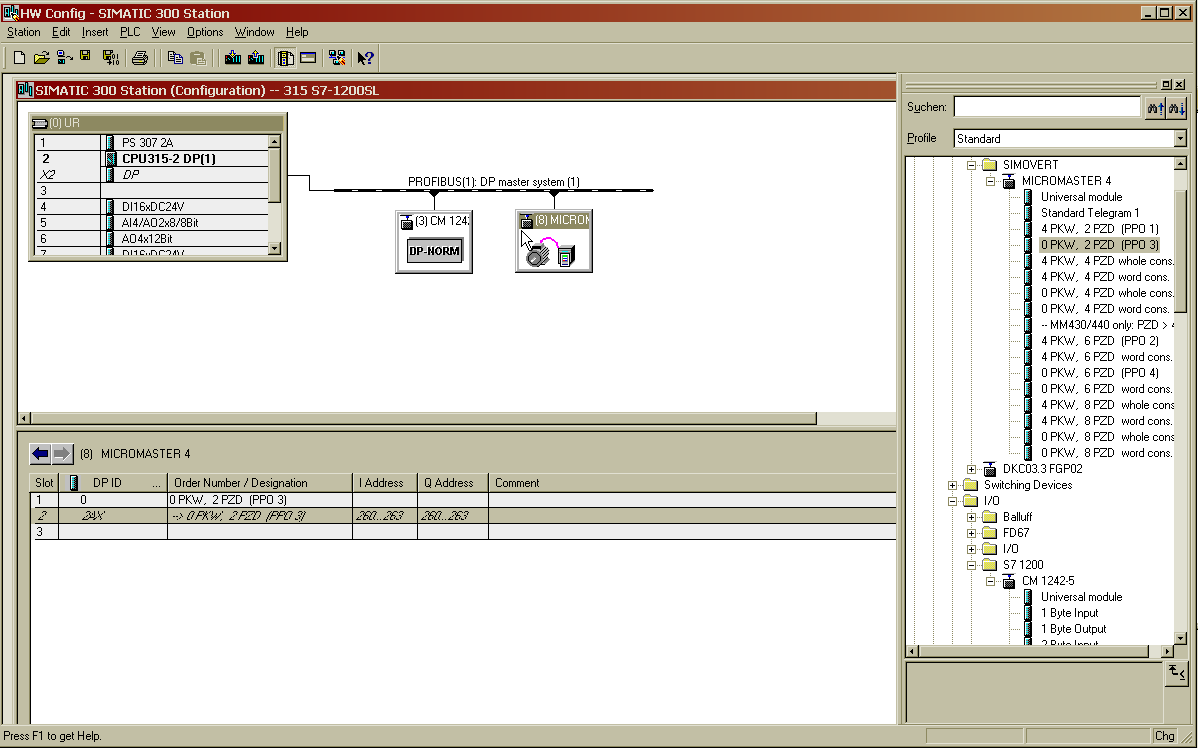 HW Config - SIMATIC 300 Station
Station Edit Insert PLC View Options Window Help
SIMATIC 300 Station (Configuration) -- 315 S7-1200SL
(0) UR
1 PS 307 2A
2 CPU315-2 DP(1)
X2 DP
3
4 DI16xDC24V
5 AI4/AO2x8/8Bit
6 AO4x12Bit
7 DI16xDC24V
PROFIBUS(1): DP master system (1)
(3) CM 124
DP-NORM
(8) MICROM
(8) MICROMASTER 4
Slot DP ID ... Order Number / Designation I Address Q Address Comment
1 0 0 PKW, 2 PZD (PPO 3)
2 2AX --> 0 PKW, 2 PZD (PPO 3) 260...263 260...263
3
Suchen:
Profile Standard
SIMOVERT
MICROMASTER 4
Universal module
Standard Telegram 1
4 PKW, 2 PZD (PPO 1)
0 PKW, 2 PZD (PPO 3)
4 PKW, 4 PZD whole cons.
4 PKW, 4 PZD word cons.
0 PKW, 4 PZD whole cons.
0 PKW, 4 PZD word cons.
-- MM430/440 only: PZD > 4
4 PKW, 6 PZD (PPO 2)
4 PKW, 6 PZD word cons.
0 PKW, 6 PZD (PPO 4)
0 PKW, 6 PZD word cons.
4 PKW, 8 PZD whole cons
4 PKW, 8 PZD word cons.
0 PKW, 8 PZD whole cons
0 PKW, 8 PZD word cons.
DKC03.3 FGP02
Switching Devices
I/O
Balluff
FD67
I/O
S7 1200
CM 1242-5
Universal module
1 Byte Input
1 Byte Output
2 Byte Input
Press F1 to get Help.
Chg